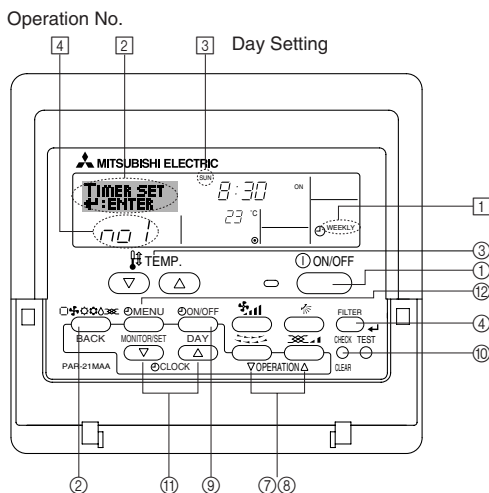 Operation No.
4 2 3 Day Setting
MITSUBISHI ELECTRIC
SUN
TIMER SET 8:30 ON
↵:ENTER
23 °C
WEEKLY 1
no 1
TEMP. ON/OFF
③
①
⑫
MENU ON/OFF FILTER
④
BACK MONITOR/SET DAY CHECK TEST
⑩
PAR-21MAA CLOCK ▽OPERATION△ CLEAR
② ⑪ ⑨ ⑦⑧